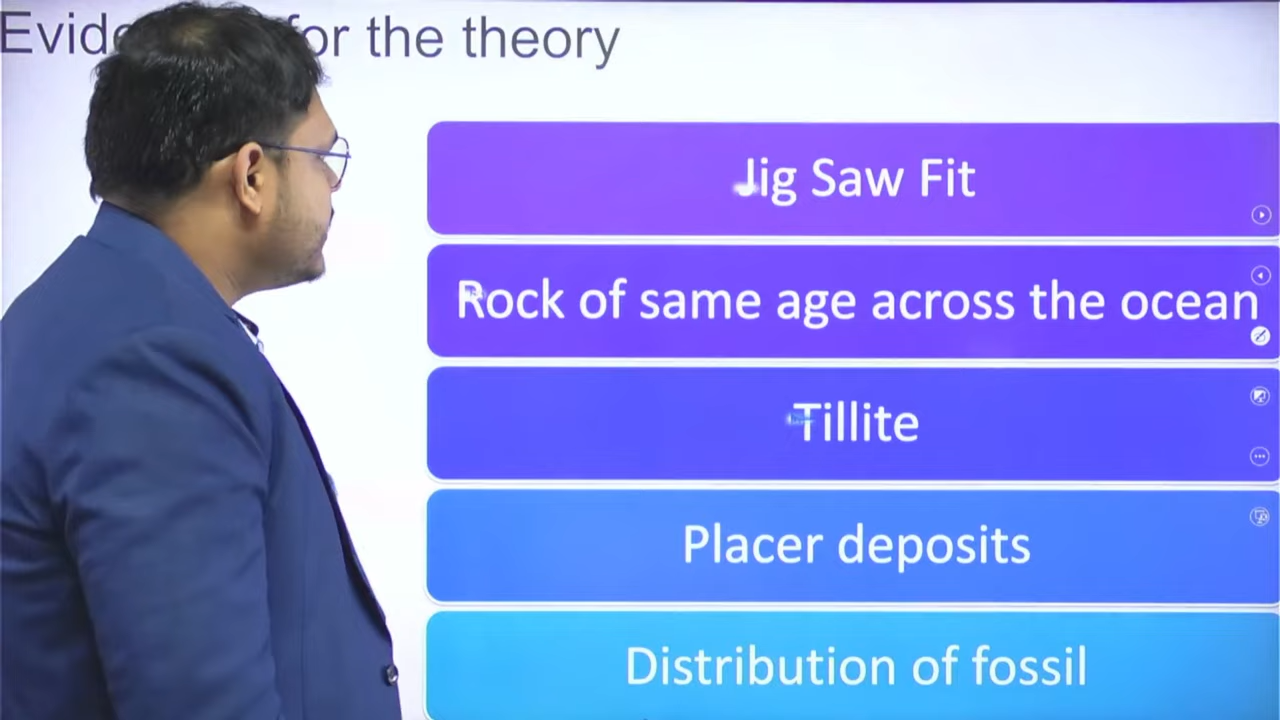 for the theory
Jig Saw Fit
Rock of same age across the ocean
Tillite
Placer deposits
Distribution of fossil